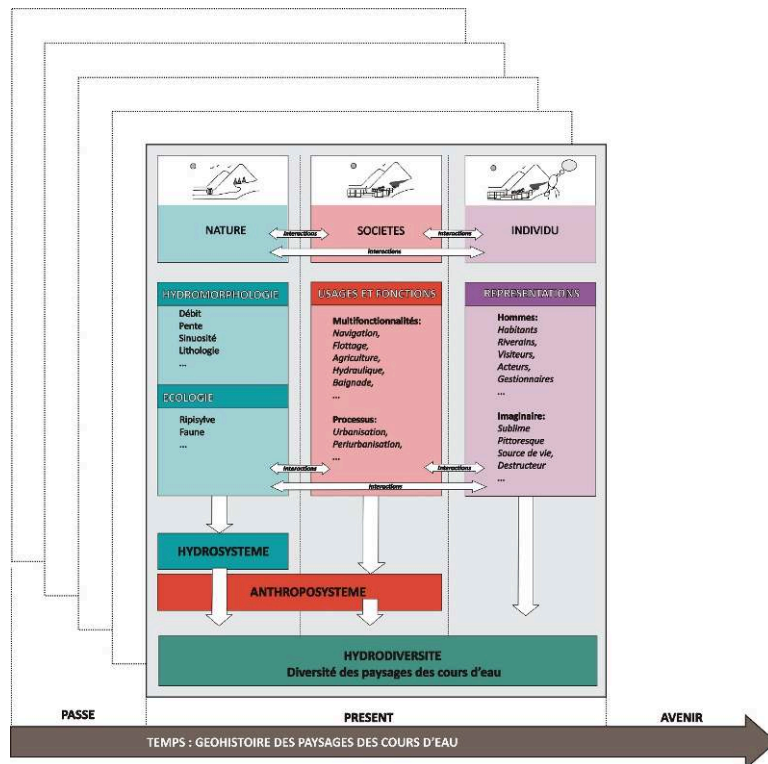 NATURE
SOCIETES
INDIVIDU
Interactions
Interactions
Interactions
HYDROMORPHOLOGIE
Débit
Pente
Sinuosité
Lithologie
...
ECOLOGIE
Ripisylve
Faune
...
USAGES ET FONCTIONS
Multifonctionnalités:
Navigation,
Flottage,
Agriculture,
Hydraulique,
Baignade,
...
Processus:
Urbanisation,
Periurbanisation,
...
REPRESENTATIONS
Hommes:
Habitants
Riverains,
Visiteurs,
Acteurs,
Gestionnaires
...
Imaginaire:
Sublime
Pittoresque
Source de vie,
Destructeur
...
Interactions
Interactions
Interactions
HYDROSYSTEME
ANTHROPOSYSTEME
HYDRODIVERSITE
Diversité des paysages des cours d'eau
PASSE
PRESENT
AVENIR
TEMPS : GEOHISTOIRE DES PAYSAGES DES COURS D'EAU